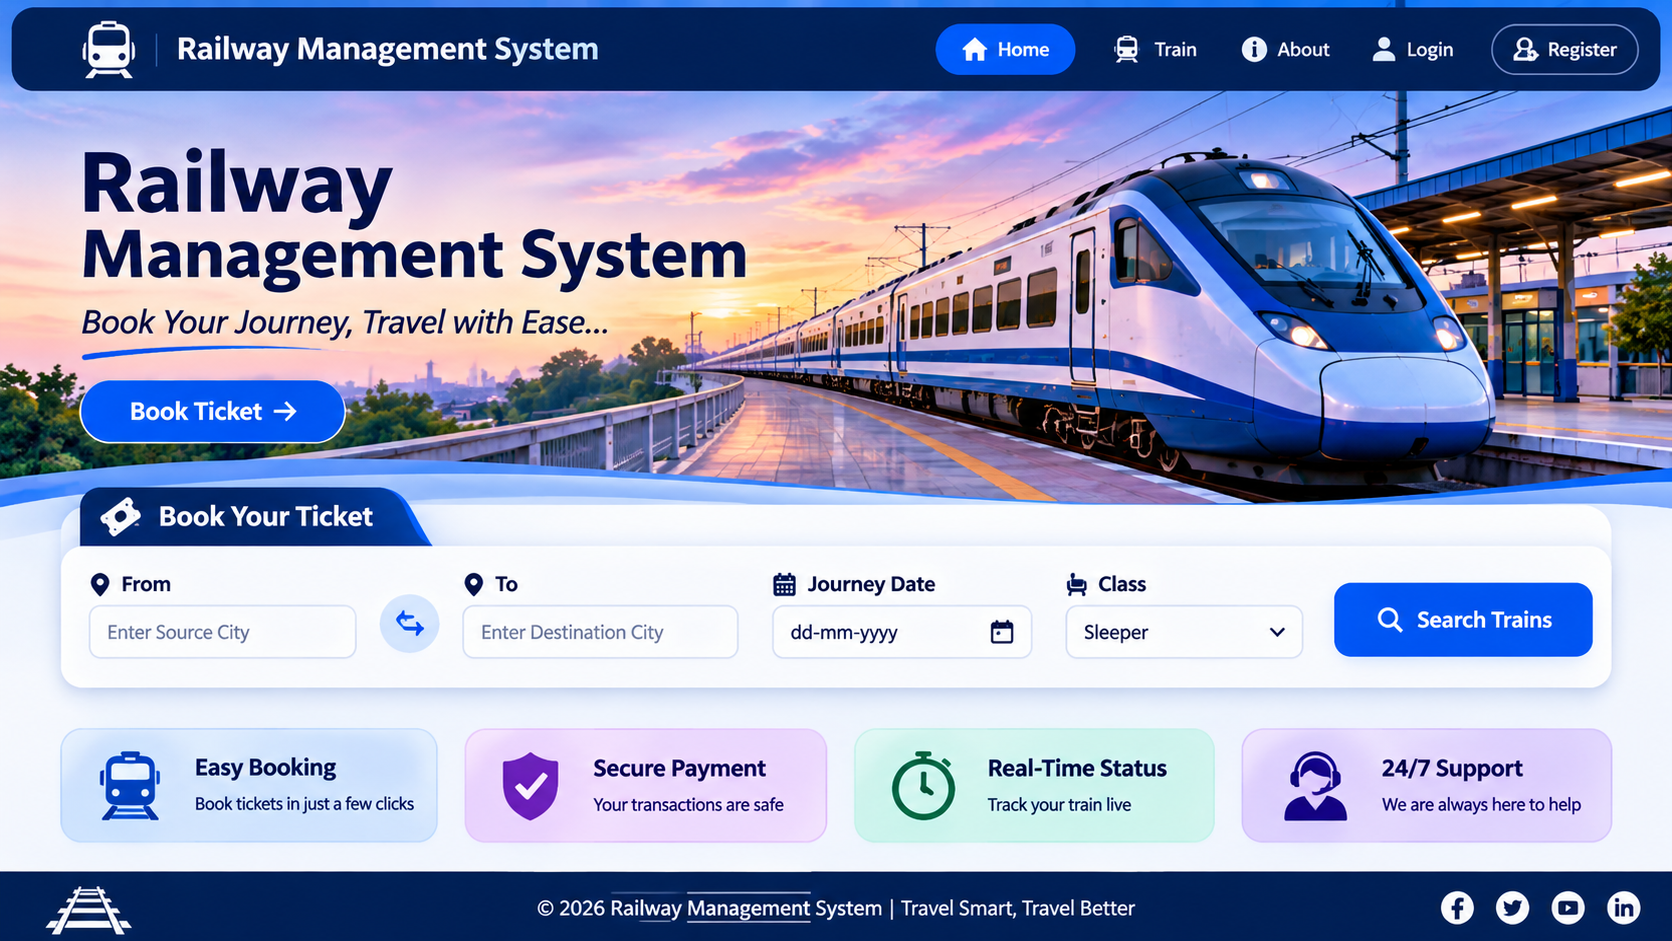 Railway Management System
Home
Train
About
Login
Register
Railway
Management System
Book Your Journey, Travel with Ease...
Book Ticket →
Book Your Ticket
From
To
Journey Date
Class
Enter Source City
Enter Destination City
dd-mm-yyyy
Sleeper
Search Trains
Easy Booking
Book tickets in just a few clicks
Secure Payment
Your transactions are safe
Real-Time Status
Track your train live
24/7 Support
We are always here to help
© 2026 Railway Management System | Travel Smart, Travel Better